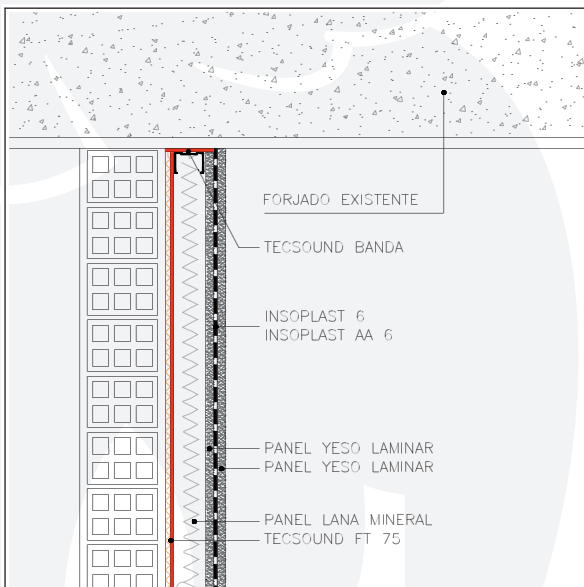 FORJADO EXISTENTE
TECSOUND BANDA
INSOPLAST 6
INSOPLAST AA 6
PANEL YESO LAMINAR
PANEL YESO LAMINAR
PANEL LANA MINERAL
TECSOUND FT 75